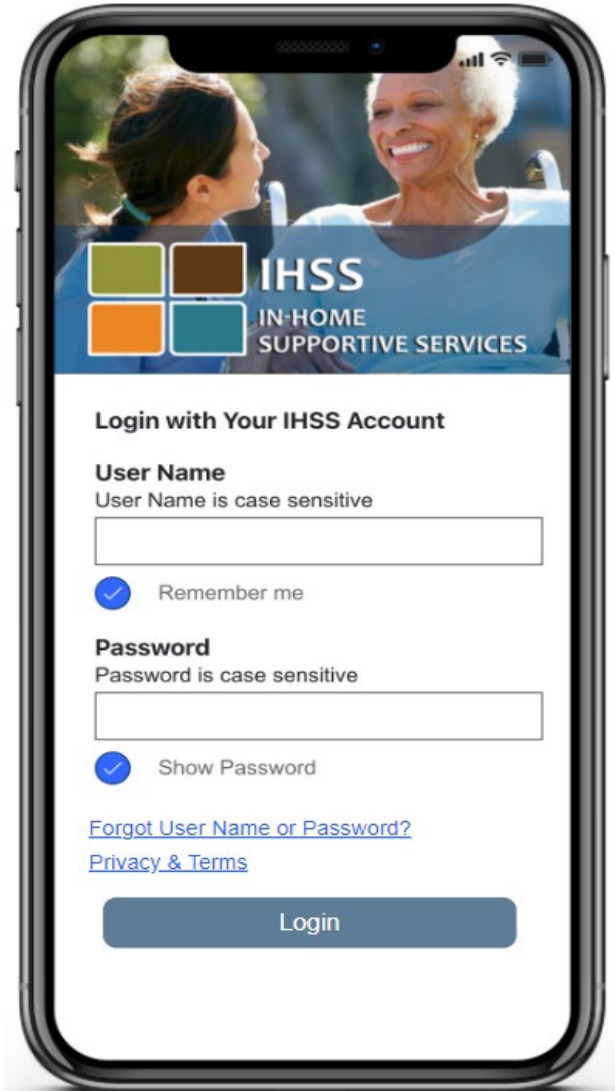 IHSS
IN-HOME
SUPPORTIVE SERVICES
Login with Your IHSS Account
User Name
User Name is case sensitive
Remember me
Password
Password is case sensitive
Show Password
Forgot User Name or Password?
Privacy & Terms
Login